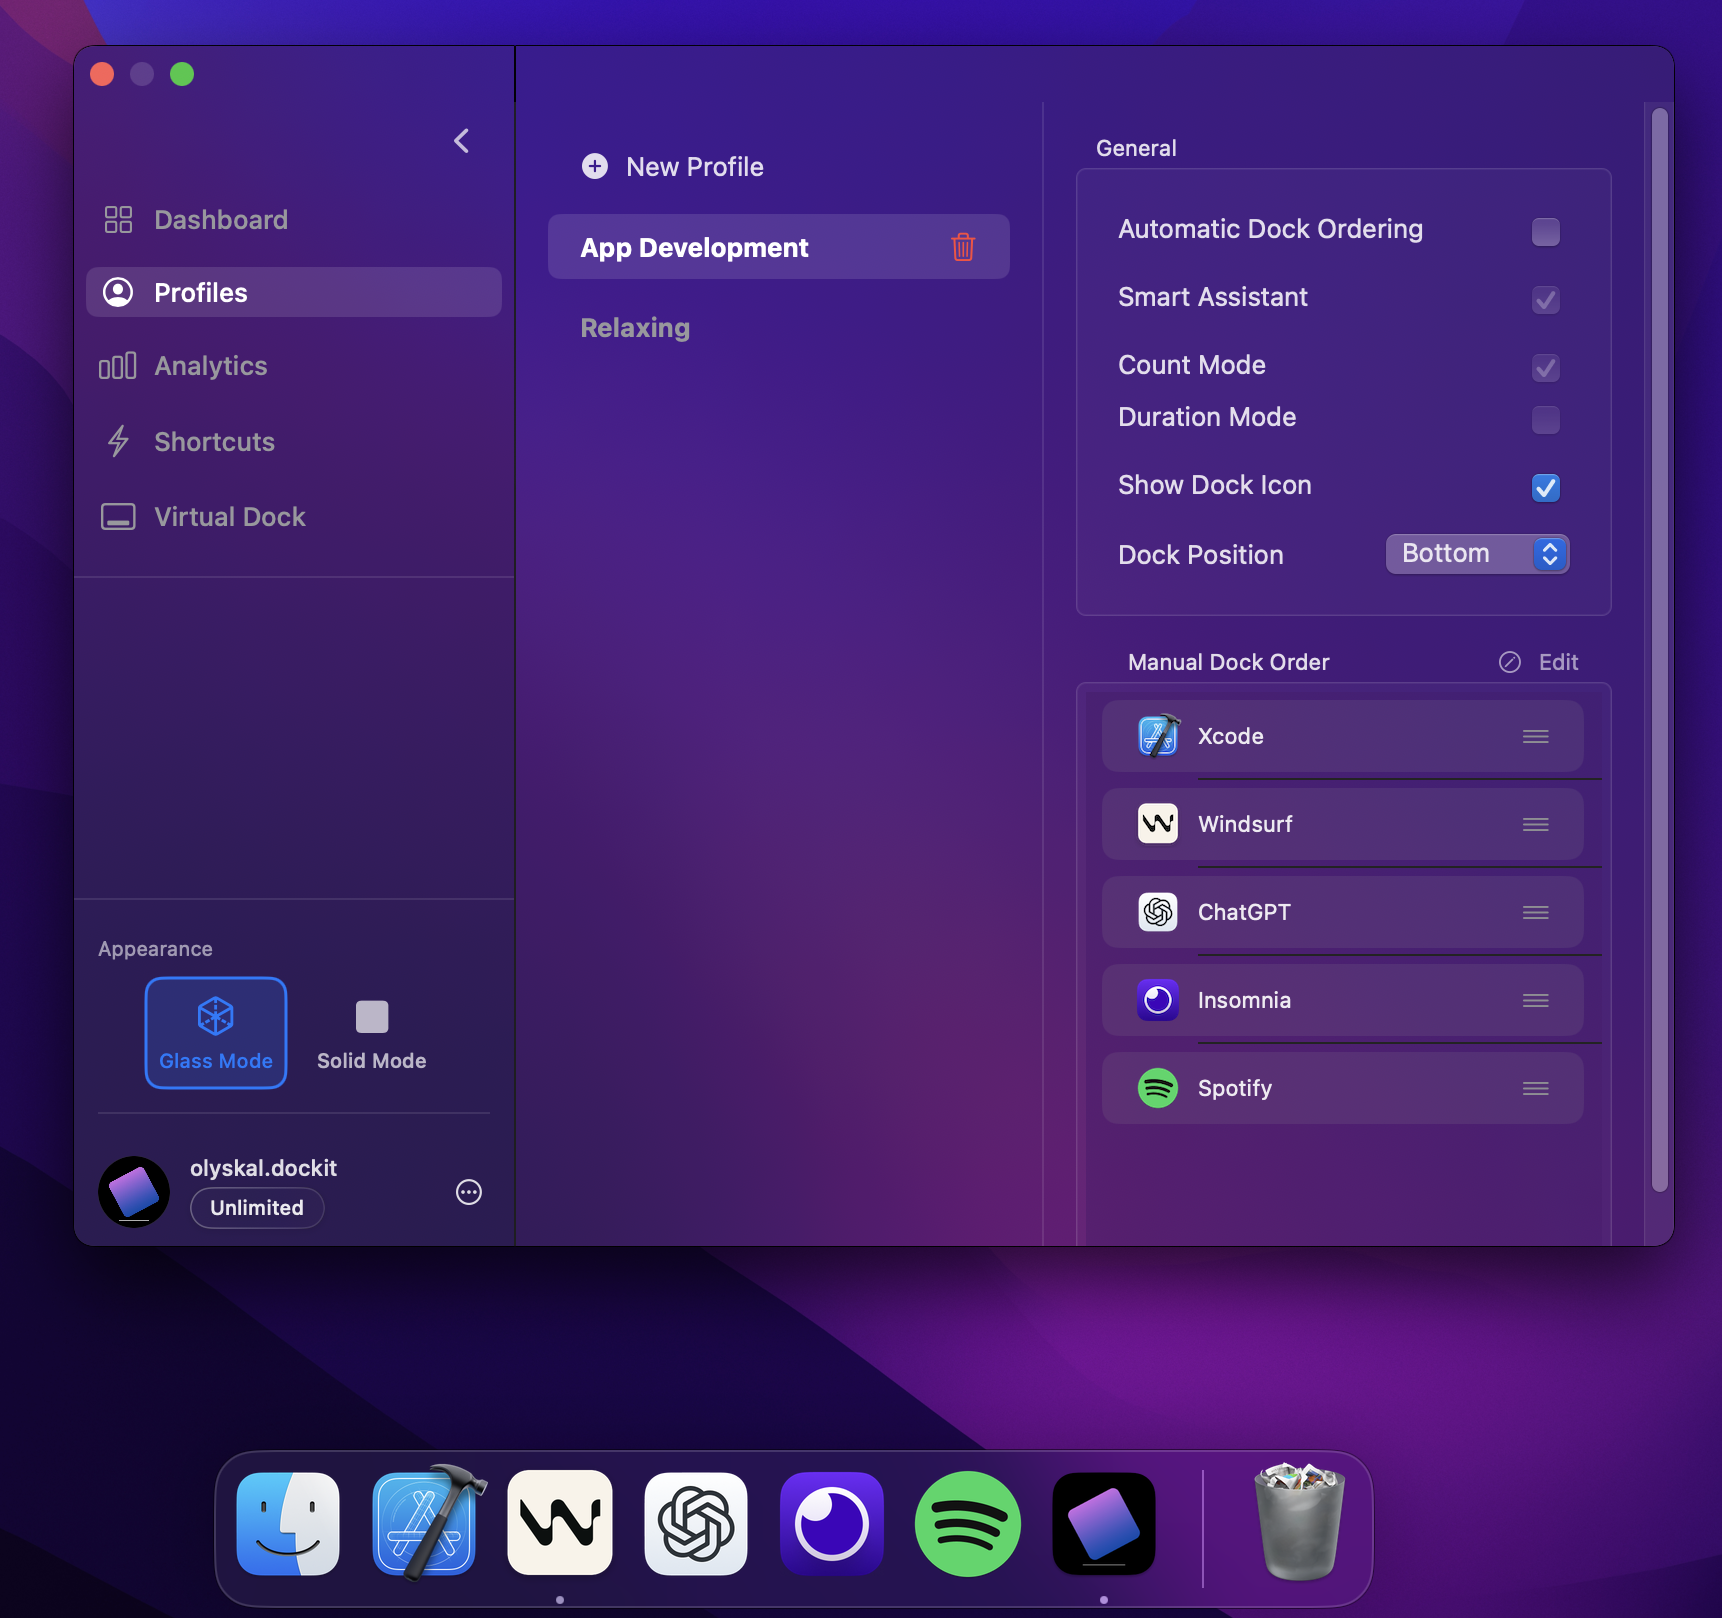 Dashboard
Profiles
Analytics
Shortcuts
Virtual Dock
Appearance
Glass Mode
Solid Mode
olyskal.dockit
Unlimited
New Profile
App Development
Relaxing
General
Automatic Dock Ordering
Smart Assistant
Count Mode
Duration Mode
Show Dock Icon
Dock Position Bottom
Manual Dock Order Edit
Xcode
Windsurf
ChatGPT
Insomnia
Spotify